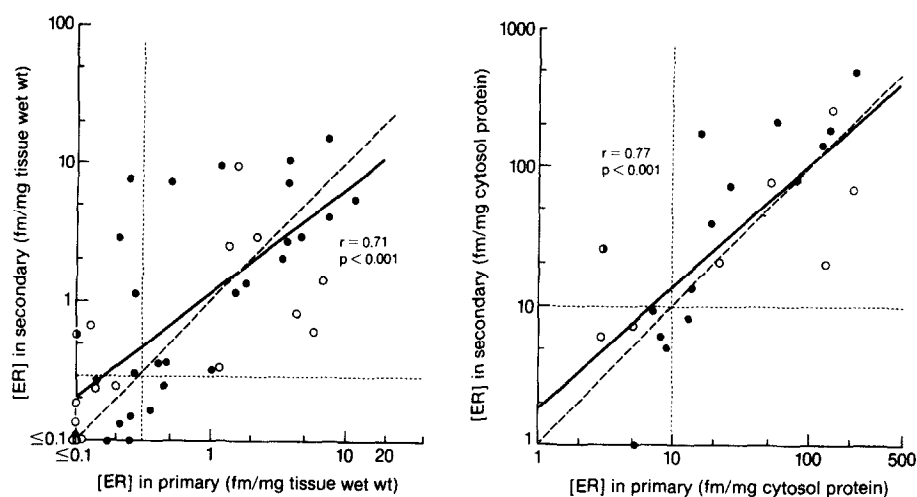 100
10
1
≤0.1
≤0.1
1
10
20
[ER] in secondary (fm/mg tissue wet wt)
[ER] in primary (fm/mg tissue wet wt)
r = 0.71
p < 0.001
1000
100
10
1
1
10
100
500
[ER] in secondary (fm/mg cytosol protein)
[ER] in primary (fm/mg cytosol protein)
r = 0.77
p < 0.001